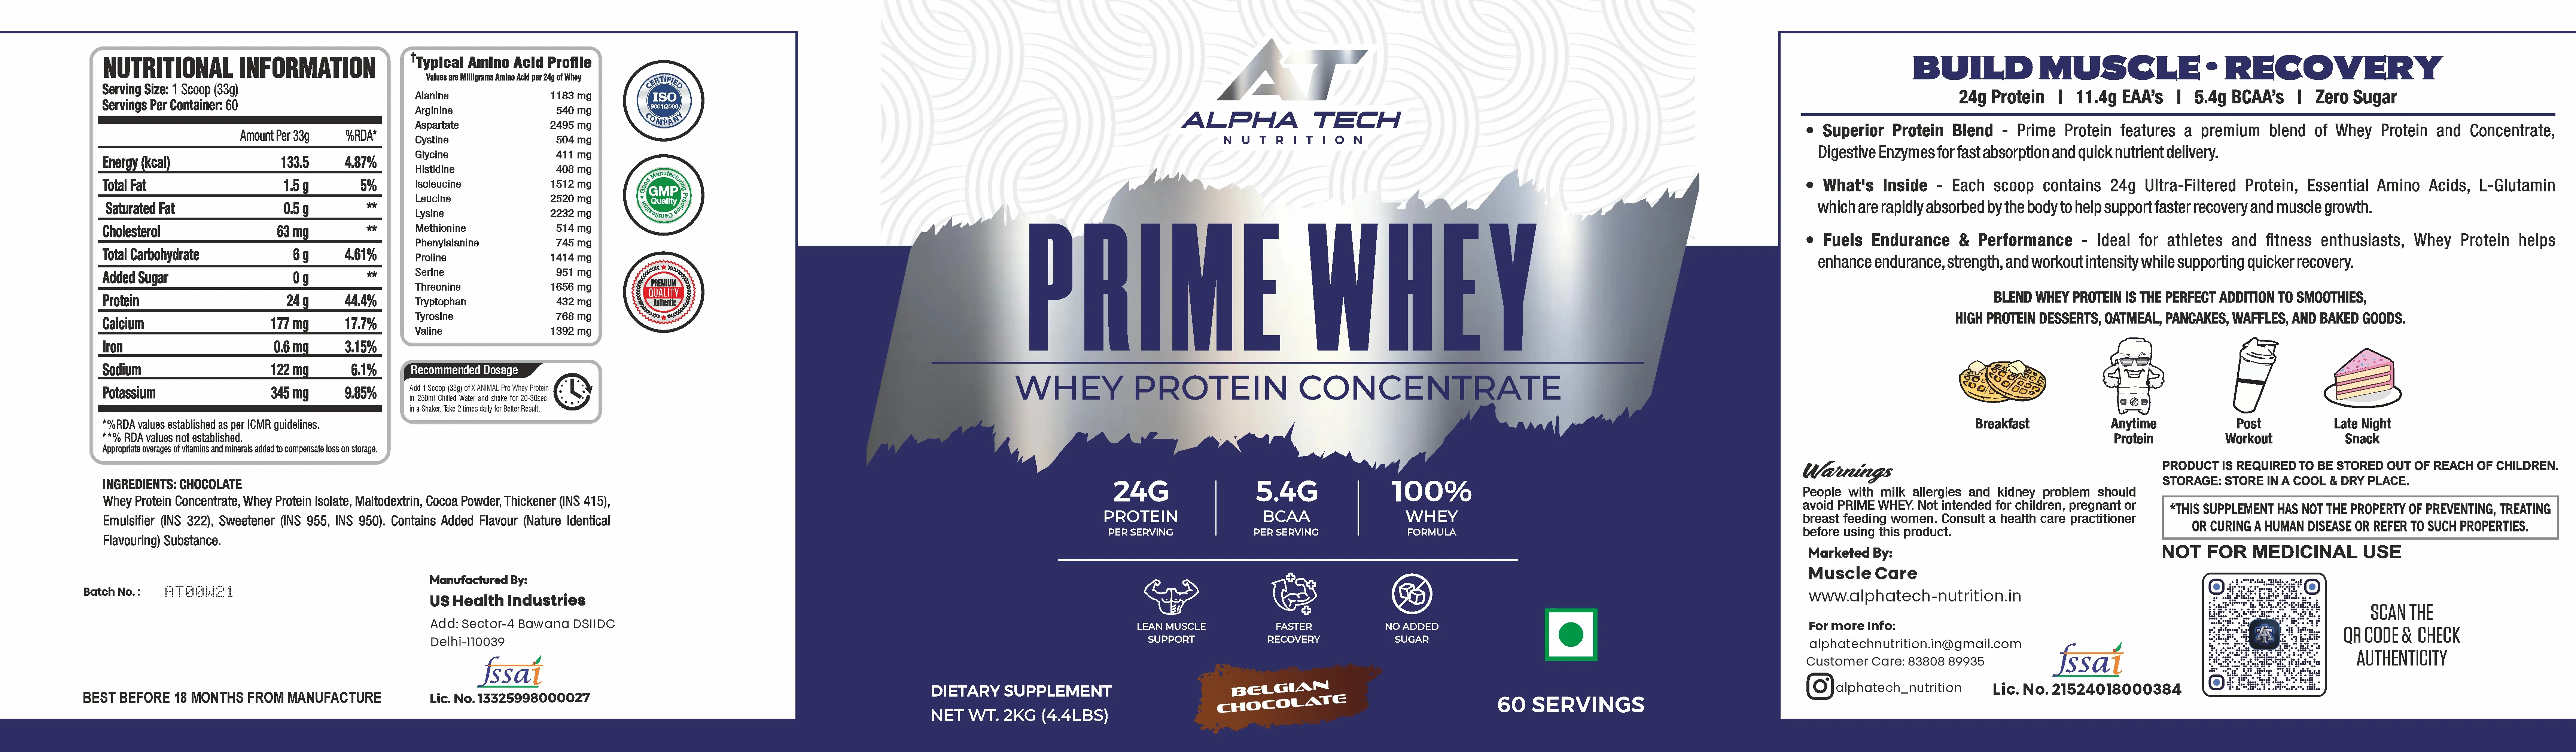 NUTRITIONAL INFORMATION
Serving Size: 1 Scoop (33g)
Servings Per Container: 60
Amount Per 33g %RDA*
Energy (kcal) 133.5 4.87%
Total Fat 1.5 g 5%
Saturated Fat 0.5 g **
Cholesterol 63 mg **
Total Carbohydrate 6 g 4.61%
Added Sugar 0 g **
Protein 24 g 44.4%
Calcium 177 mg 17.7%
Iron 0.6 mg 3.15%
Sodium 122 mg 6.1%
Potassium 345 mg 9.85%
*%RDA values established as per ICMR guidelines.
**% RDA values not established.
Appropriate overages of vitamins and minerals added to compensate loss on storage.
†Typical Amino Acid Profile
Values are Milligrams Amino Acid per 24g of Whey
Alanine 1183 mg
Arginine 540 mg
Aspartate 2495 mg
Cystine 504 mg
Glycine 411 mg
Histidine 408 mg
Isoleucine 1512 mg
Leucine 2520 mg
Lysine 2232 mg
Methionine 514 mg
Phenylalanine 745 mg
Proline 1414 mg
Serine 951 mg
Threonine 1656 mg
Tryptophan 432 mg
Tyrosine 768 mg
Valine 1392 mg
Recommended Dosage
Add 1 Scoop (33g) of X ANIMAL Pro Whey Protein
in 250ml Chilled Water and shake for 20-30sec.
in a Shaker. Take 2 times daily for Better Result.
CERTIFIED
ISO
9001:2008
COMPANY
Good Manufacturing
GMP
Quality
Practice Certification
PREMIUM
QUALITY
Authentic
INGREDIENTS: CHOCOLATE
Whey Protein Concentrate, Whey Protein Isolate, Maltodextrin, Cocoa Powder, Thickener (INS 415),
Emulsifier (INS 322), Sweetener (INS 955, INS 950). Contains Added Flavour (Nature Identical
Flavouring) Substance.
Batch No. : AT00W21
BEST BEFORE 18 MONTHS FROM MANUFACTURE
Manufactured By:
US Health Industries
Add: Sector-4 Bawana DSIIDC
Delhi-110039
fssai
Lic. No. 13325998000027
AT
ALPHA TECH
NUTRITION
PRIME WHEY
WHEY PROTEIN CONCENTRATE
24G
PROTEIN
PER SERVING
5.4G
BCAA
PER SERVING
100%
WHEY
FORMULA
LEAN MUSCLE
SUPPORT
FASTER
RECOVERY
NO ADDED
SUGAR
DIETARY SUPPLEMENT
NET WT. 2KG (4.4LBS)
BELGIAN
CHOCOLATE
60 SERVINGS
BUILD MUSCLE • RECOVERY
24g Protein | 11.4g EAA's | 5.4g BCAA's | Zero Sugar
• Superior Protein Blend - Prime Protein features a premium blend of Whey Protein and Concentrate,
Digestive Enzymes for fast absorption and quick nutrient delivery.
• What's Inside - Each scoop contains 24g Ultra-Filtered Protein, Essential Amino Acids, L-Glutamin
which are rapidly absorbed by the body to help support faster recovery and muscle growth.
• Fuels Endurance & Performance - Ideal for athletes and fitness enthusiasts, Whey Protein helps
enhance endurance, strength, and workout intensity while supporting quicker recovery.
BLEND WHEY PROTEIN IS THE PERFECT ADDITION TO SMOOTHIES,
HIGH PROTEIN DESSERTS, OATMEAL, PANCAKES, WAFFLES, AND BAKED GOODS.
Breakfast
Anytime
Protein
Post
Workout
Late Night
Snack
Warnings
People with milk allergies and kidney problem should
avoid PRIME WHEY. Not intended for children, pregnant or
breast feeding women. Consult a health care practitioner
before using this product.
Marketed By:
Muscle Care
www.alphatech-nutrition.in
For more Info:
alphatechnutrition.in@gmail.com
Customer Care: 83808 89935
alphatech_nutrition
fssai
Lic. No. 21524018000384
PRODUCT IS REQUIRED TO BE STORED OUT OF REACH OF CHILDREN.
STORAGE: STORE IN A COOL & DRY PLACE.
*THIS SUPPLEMENT HAS NOT THE PROPERTY OF PREVENTING, TREATING
OR CURING A HUMAN DISEASE OR REFER TO SUCH PROPERTIES.
NOT FOR MEDICINAL USE
SCAN THE
QR CODE & CHECK
AUTHENTICITY